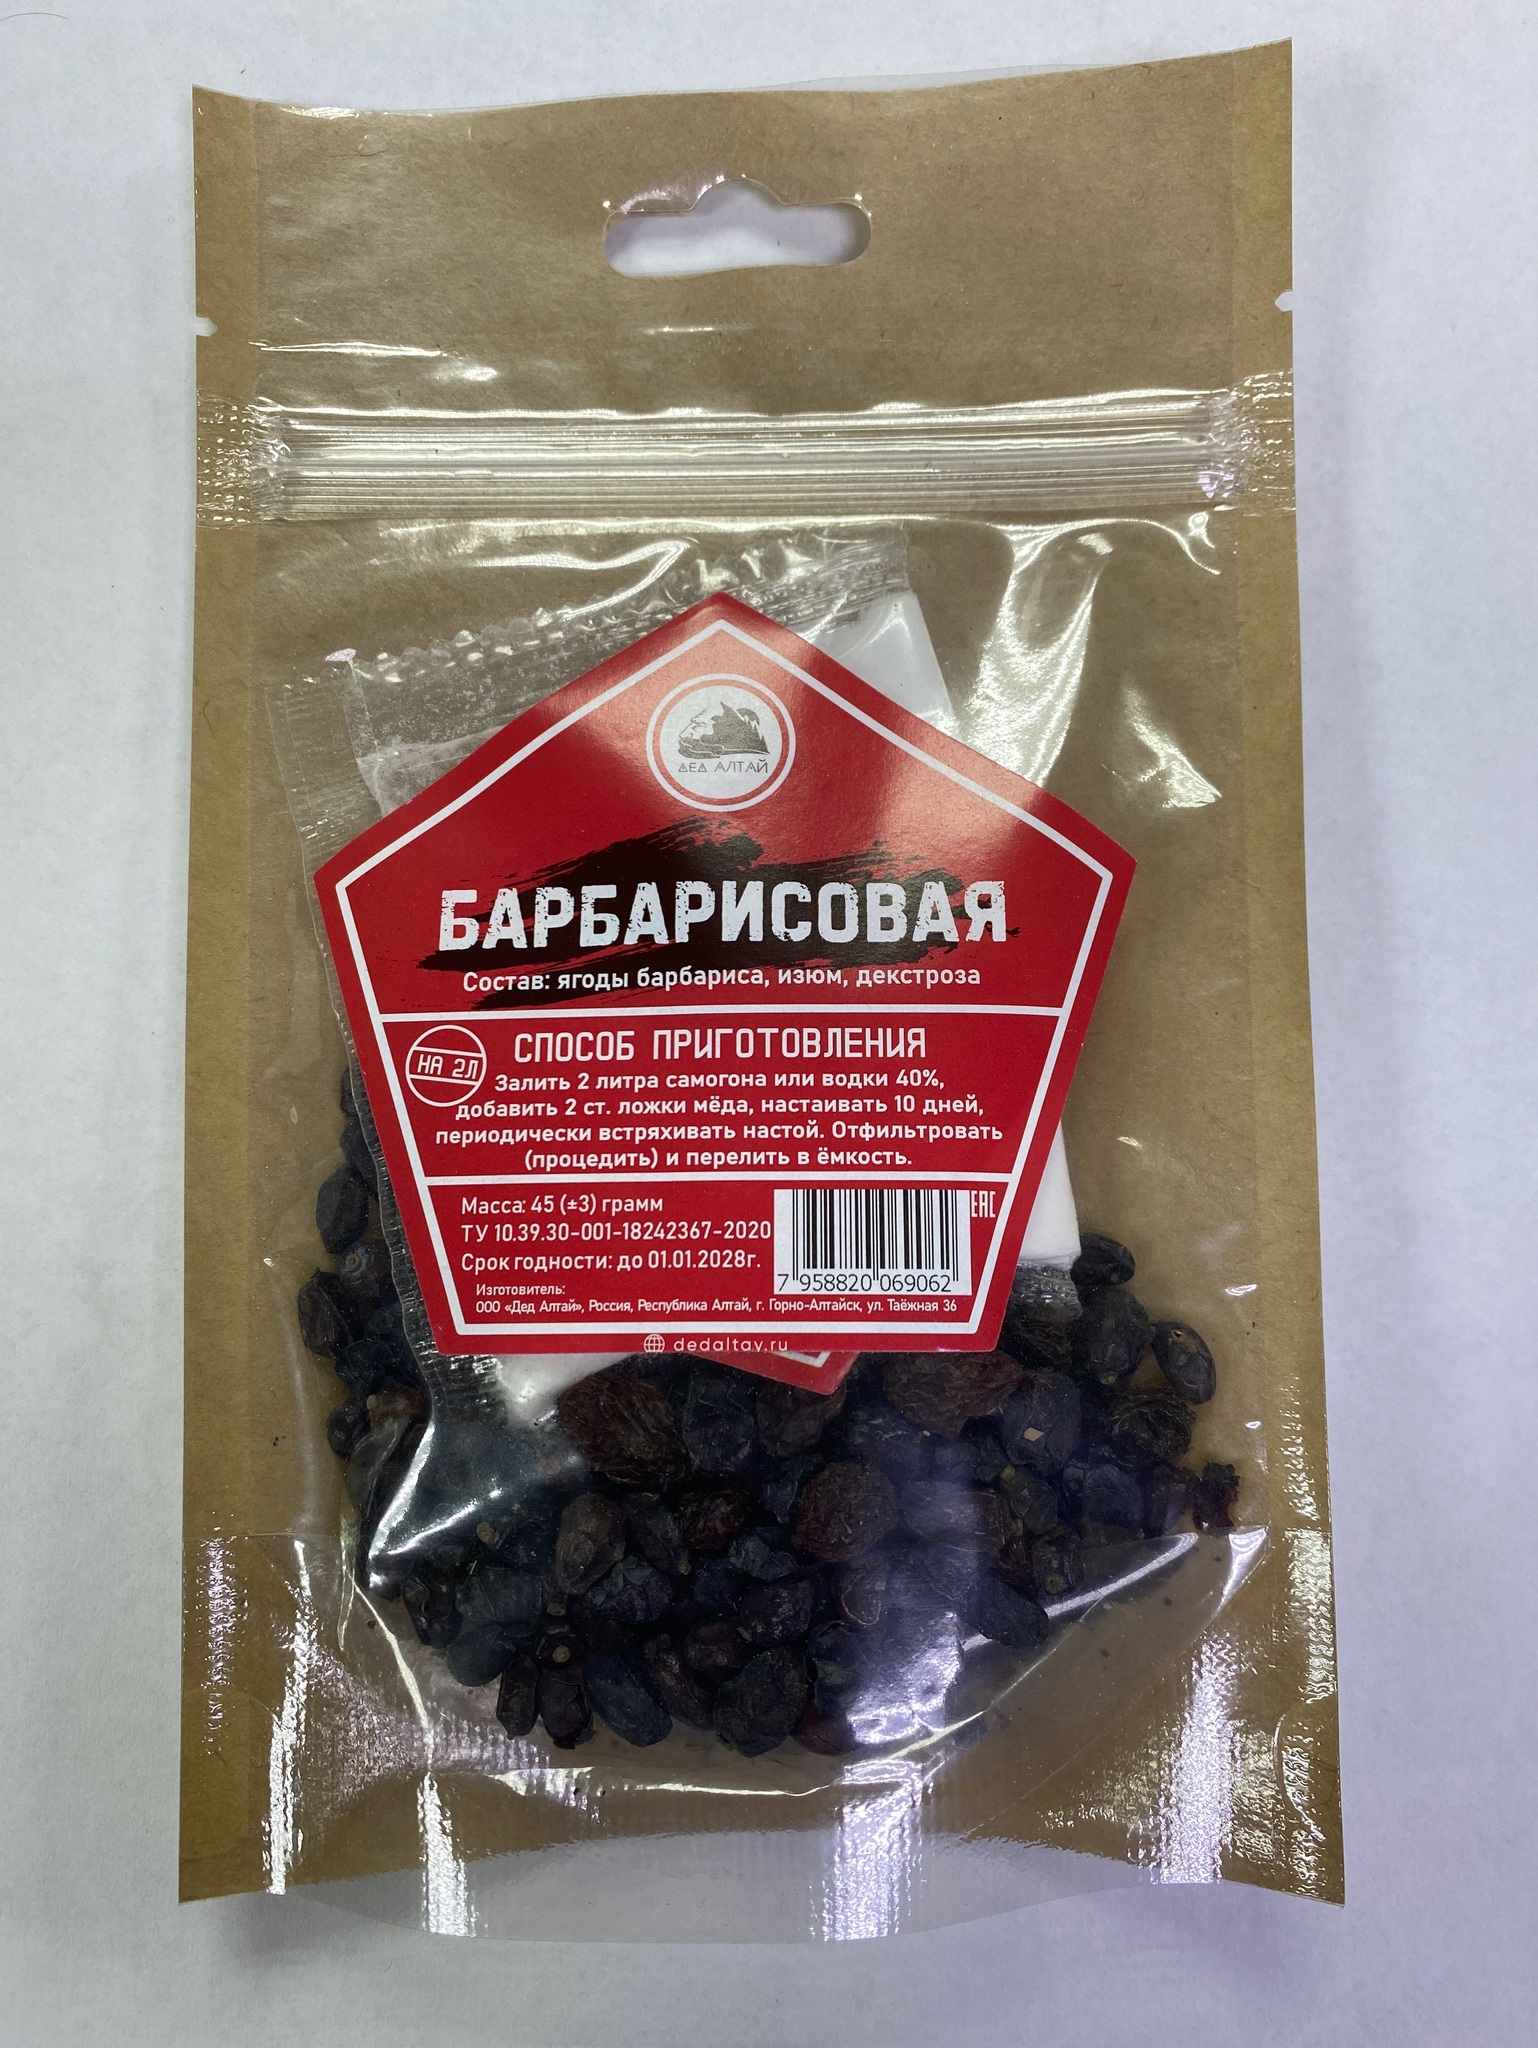 ДЕД АЛТАЙ
БАРБАРИСОВАЯ
Состав: ягоды барбариса, изюм, декстроза
НА 2Л
СПОСОБ ПРИГОТОВЛЕНИЯ
Залить 2 литра самогона или водки 40%,
добавить 2 ст. ложки мёда, настаивать 10 дней,
периодически встряхивать настой. Отфильтровать
(процедить) и перелить в ёмкость.
Масса: 45 (±3) грамм
ТУ 10.39.30-001-18242367-2020
Срок годности: до 01.01.2028г.
EAC
7 958820 069062
Изготовитель:
ООО «Дед Алтай», Россия, Республика Алтай, г. Горно-Алтайск, ул. Таёжная 36
dedaltay.ru